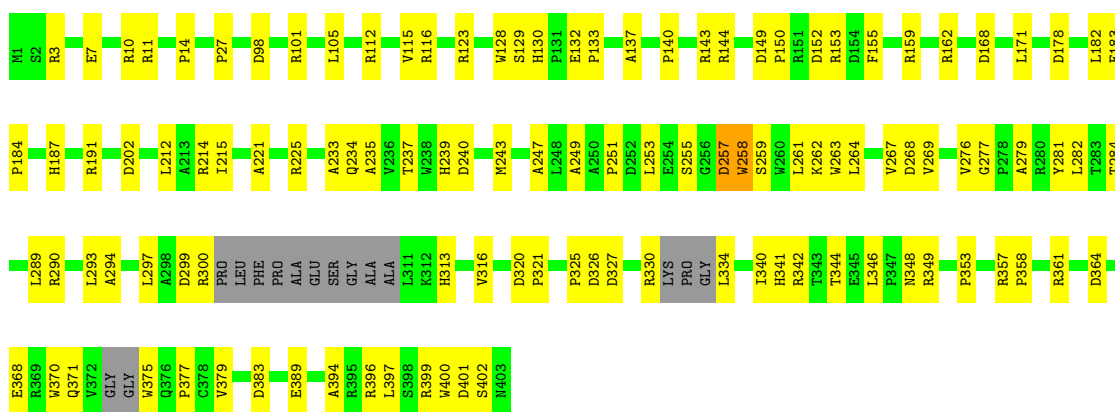 M1 S2 R3 E7 R10 R11 P14 P27 D98 R101 L105 R112 V115 R116 R123 W128 S129 H130 P131 E132 P133 A137 P140 R143 R144 D149 P150 R151 D152 R153 D154 F155 R159 R162 D168 L171 D178 L182
P184 H187 R191 D202 L212 A213 R214 I215 A221 R225 A233 Q234 A235 V236 T237 W238 H239 D240 M243 A247 L248 A249 A250 P251 D252 L253 E254 S255 G256 D257 W258 S259 W260 L261 K262 W263 L264 V267 D268 V269 V276 G277 P278 A279 R280 Y281 L282 T283
L289 R290 L293 A294 L297 A298 D299 R300 PRO LEU PHE PRO ALA GLU SER GLY ALA ALA L311 K312 H313 V316 D320 P321 P325 D326 D327 R330 LYS PRO GLY L334 I340 H341 R342 T343 T344 E345 L346 P347 N348 R349 P353 R357 P358 R361 D364
E368 R369 W370 Q371 V372 GLY GLY W375 Q376 P377 C378 V379 D383 E389 A394 R395 R396 L397 S398 R399 W400 D401 S402 N403